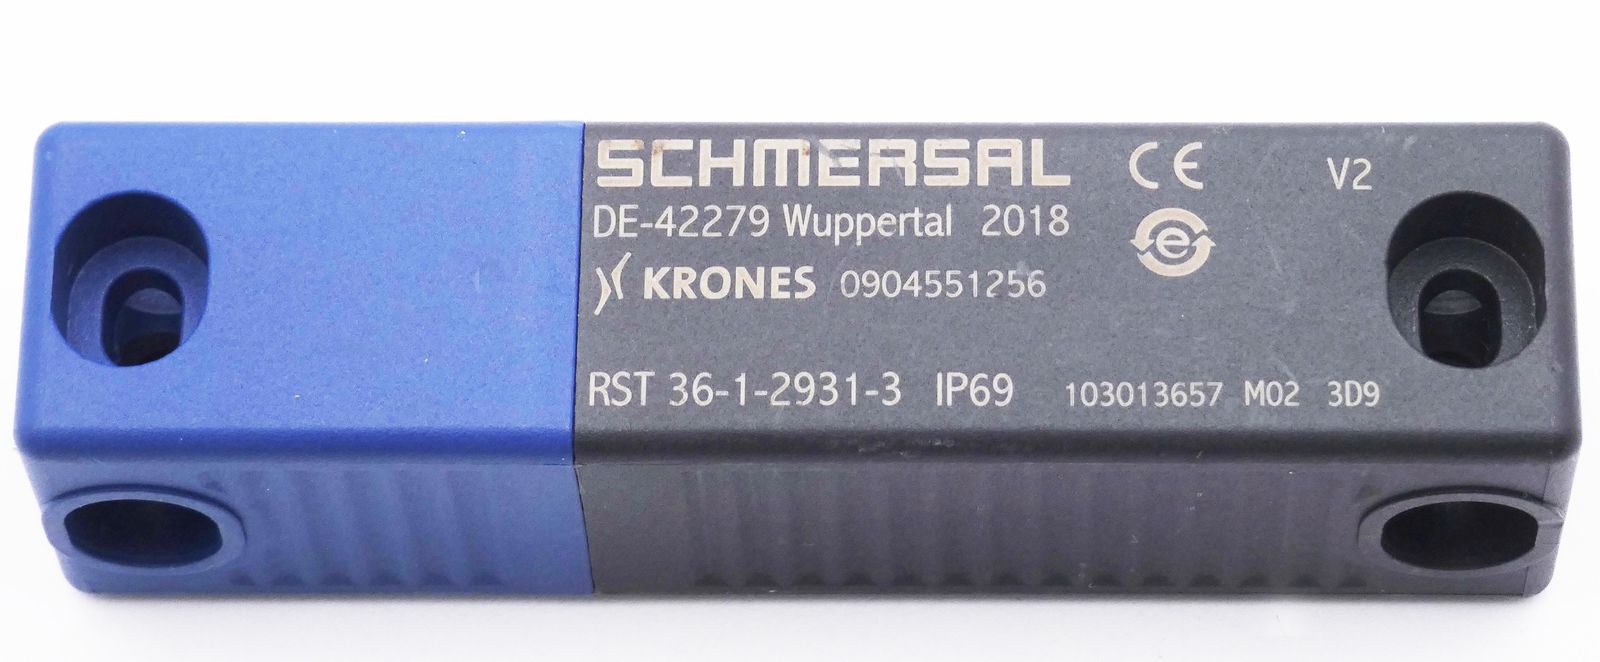 SCHMERSAL CE V2
DE-42279 Wuppertal 2018 e
KRONES 0904551256
RST 36-1-2931-3 IP69 103013657 M02 3D9